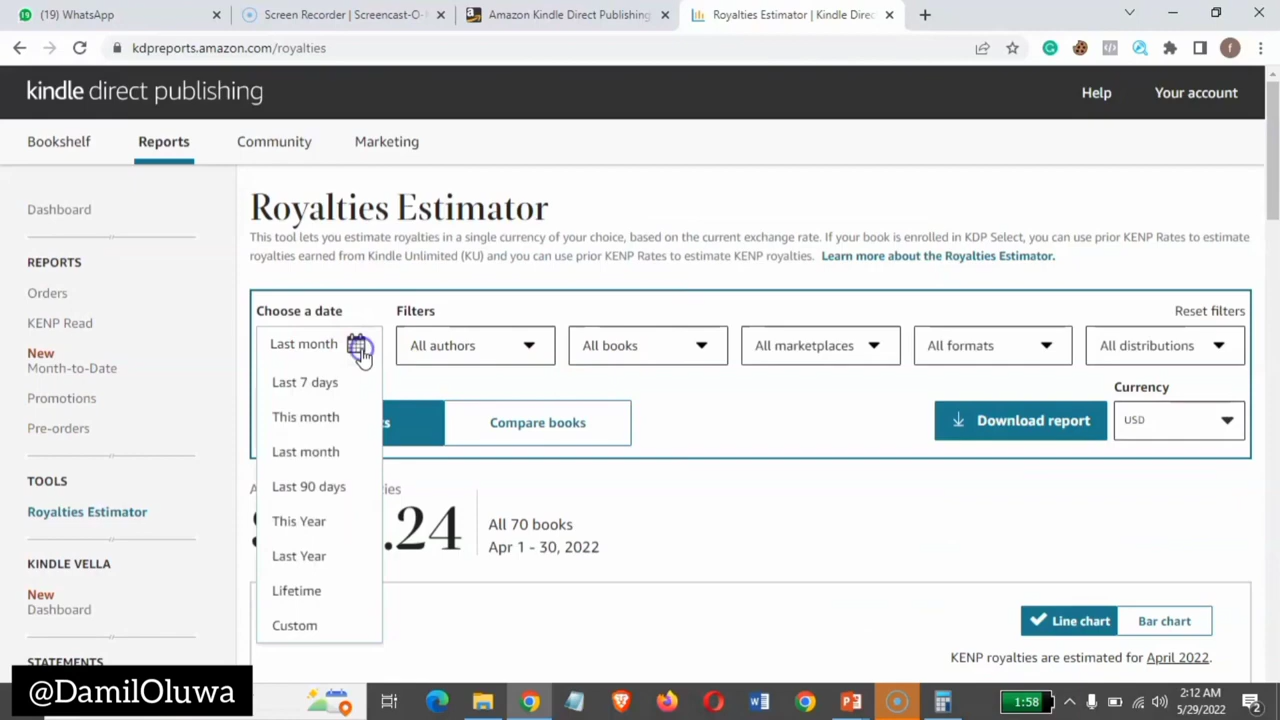 (19) WhatsApp
Screen Recorder | Screencast-O-
Amazon Kindle Direct Publishing
Royalties Estimator | Kindle Direc
kdpreports.amazon.com/royalties
kindle direct publishing
Help
Your account
Bookshelf
Reports
Community
Marketing
Dashboard
REPORTS
Orders
KENP Read
New
Month-to-Date
Promotions
Pre-orders
TOOLS
Royalties Estimator
KINDLE VELLA
New
Dashboard
STATEMENTS
Royalties Estimator
This tool lets you estimate royalties in a single currency of your choice, based on the current exchange rate. If your book is enrolled in KDP Select, you can use prior KENP Rates to estimate
royalties earned from Kindle Unlimited (KU) and you can use prior KENP Rates to estimate KENP royalties. Learn more about the Royalties Estimator.
Choose a date
Filters
Reset filters
Last month
All authors
All books
All marketplaces
All formats
All distributions
Last 7 days
This month
Last month
Last 90 days
This Year
Last Year
Lifetime
Custom
Compare books
Download report
Currency
USD
.24
All 70 books
Apr 1 - 30, 2022
Line chart
Bar chart
KENP royalties are estimated for April 2022.
@DamilOluwa
1:58
2:12 AM
5/29/2022
2